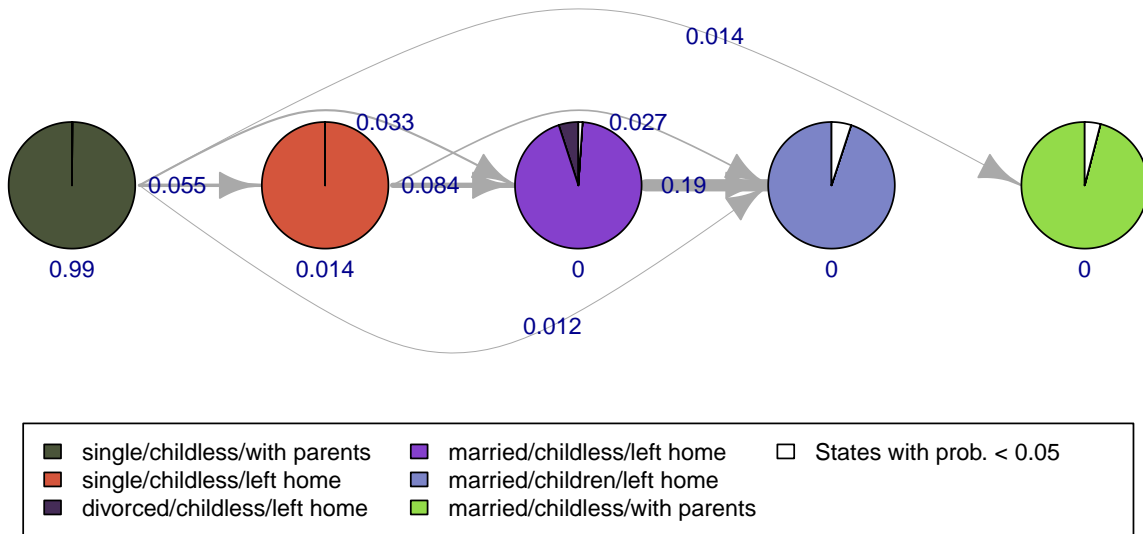 0.014
0.033 0.027
0.055 0.084 0.19
0.99 0.014 0 0 0
0.012
single/childless/with parents married/childless/left home States with prob. < 0.05
single/childless/left home married/children/left home
divorced/childless/left home married/childless/with parents